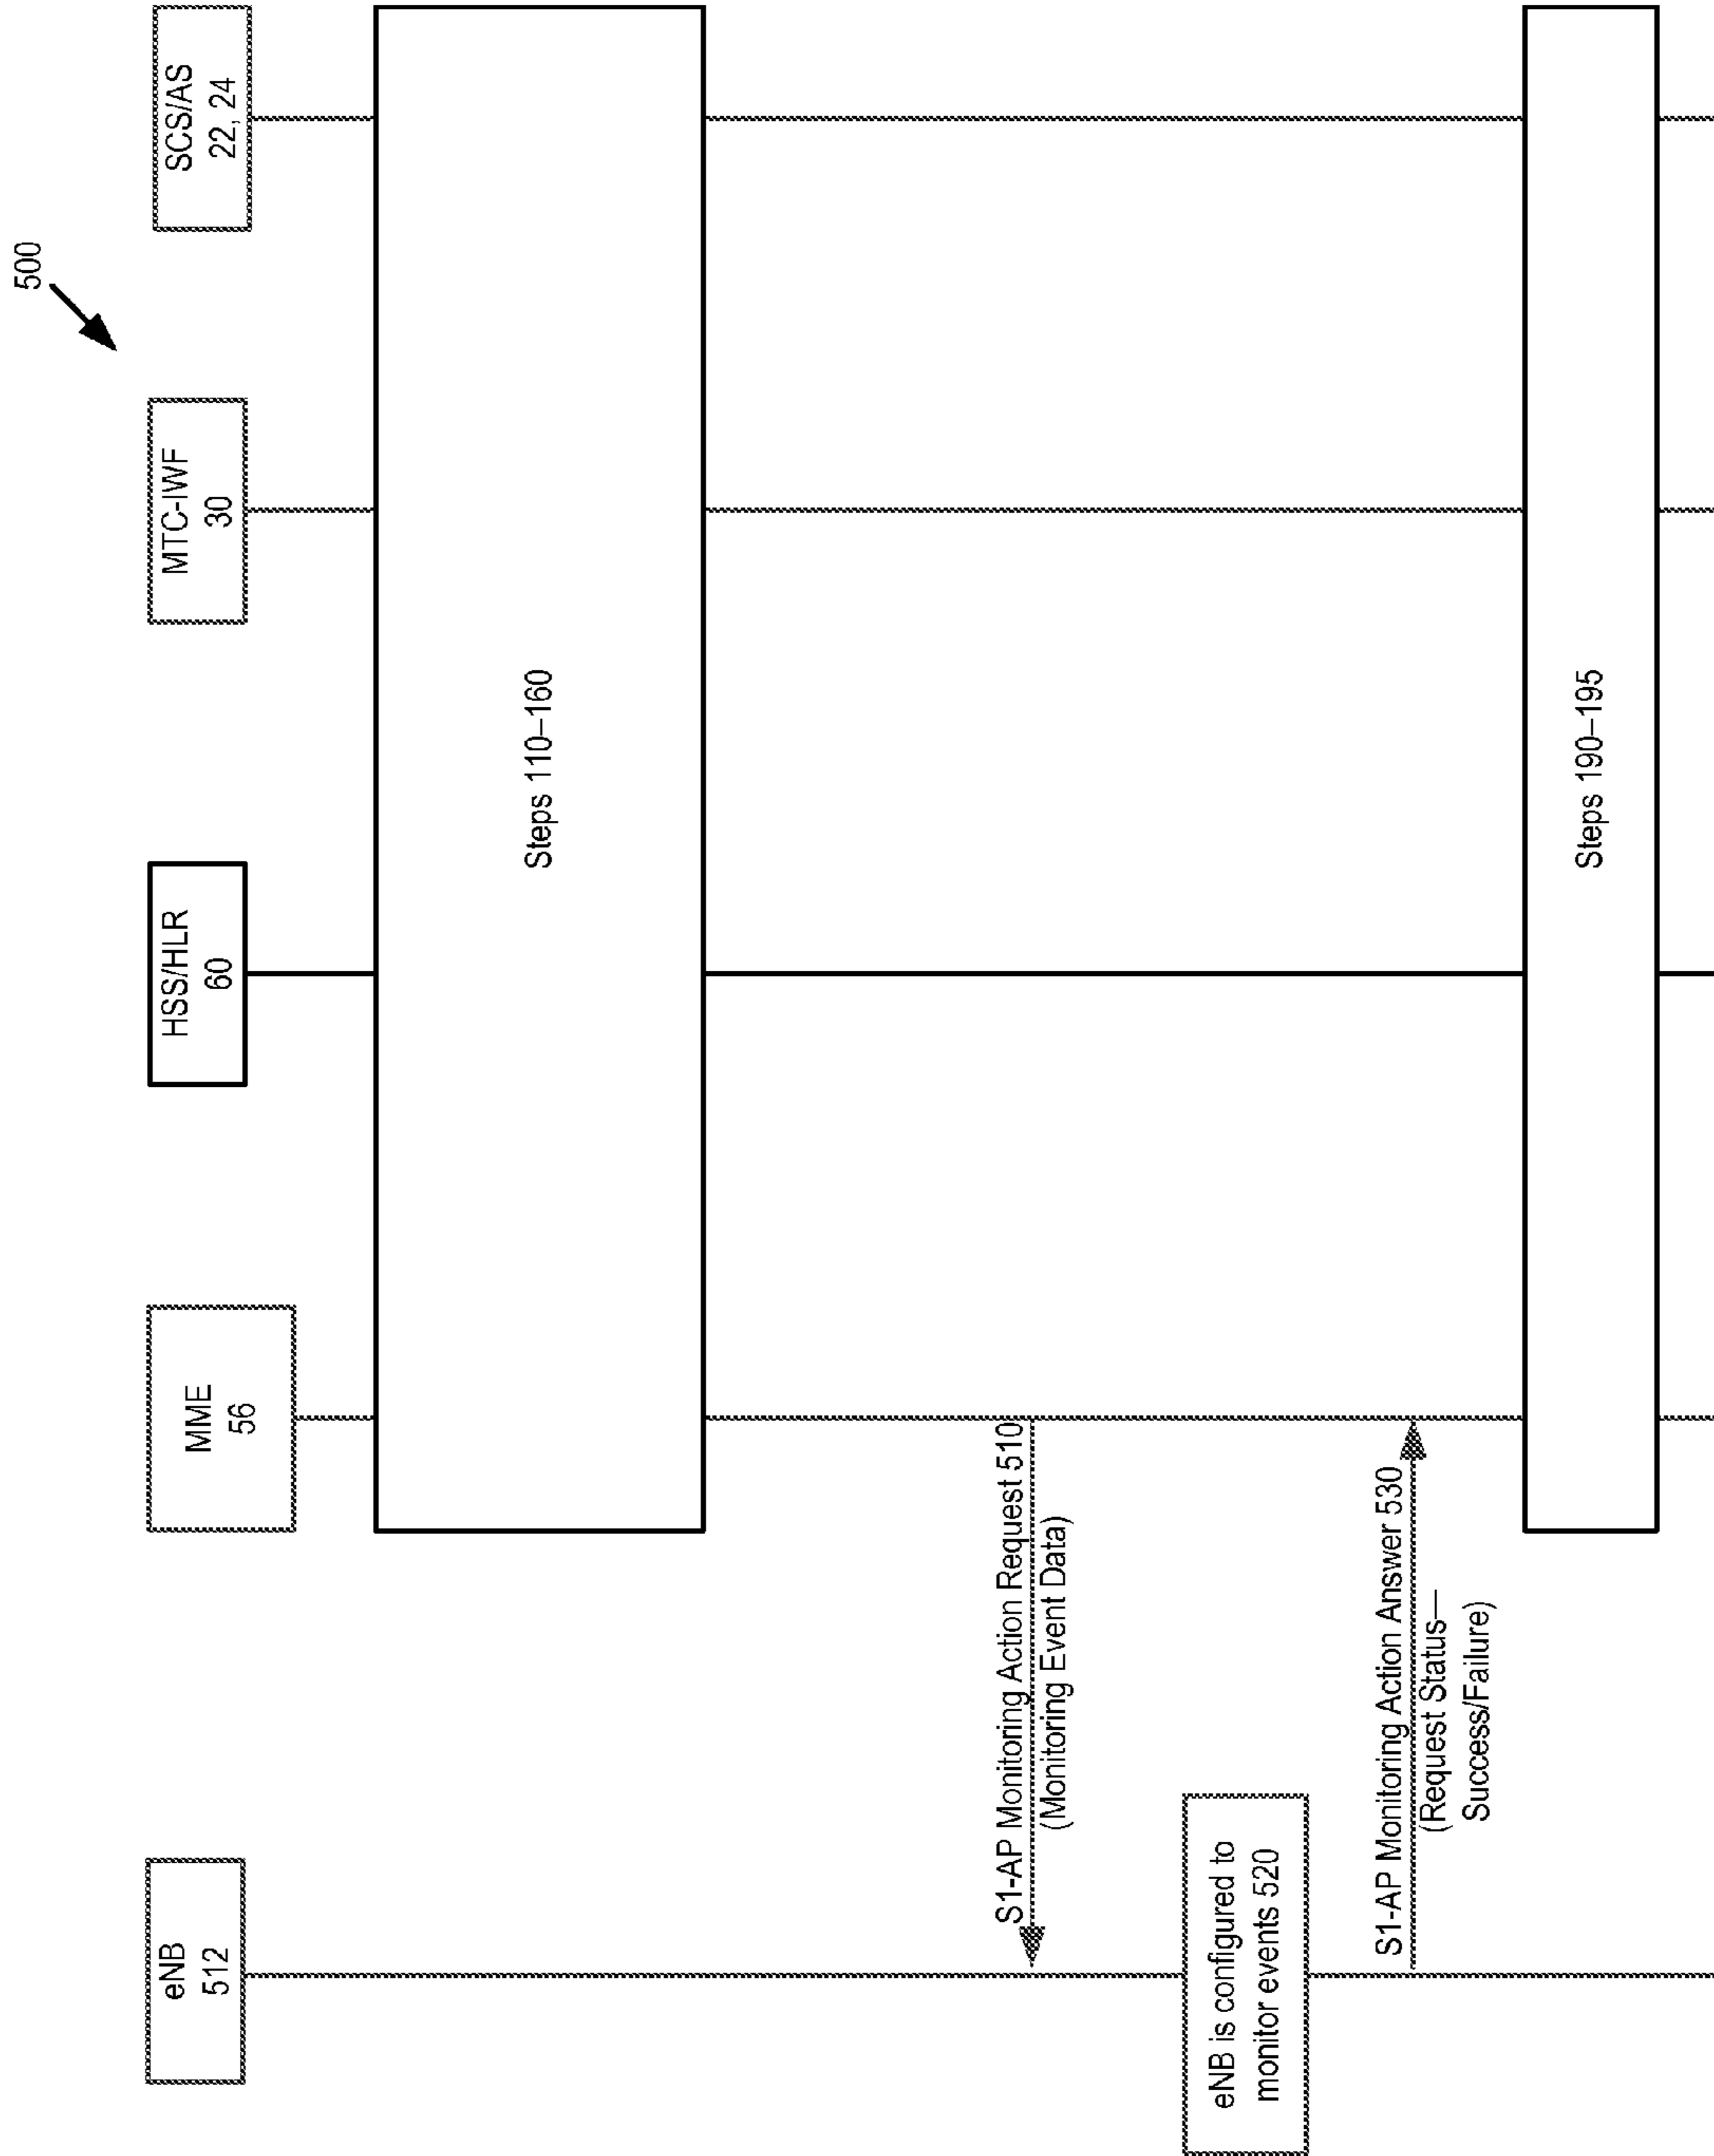 500
eNB
512
MME
56
HSS/HLR
60
MTC-IWF
30
SCS/AS
22, 24
Steps 110–160
S1-AP Monitoring Action Request 510
(Monitoring Event Data)
eNB is configured to
monitor events 520
S1-AP Monitoring Action Answer 530
(Request Status—
Success/Failure)
Steps 190–195